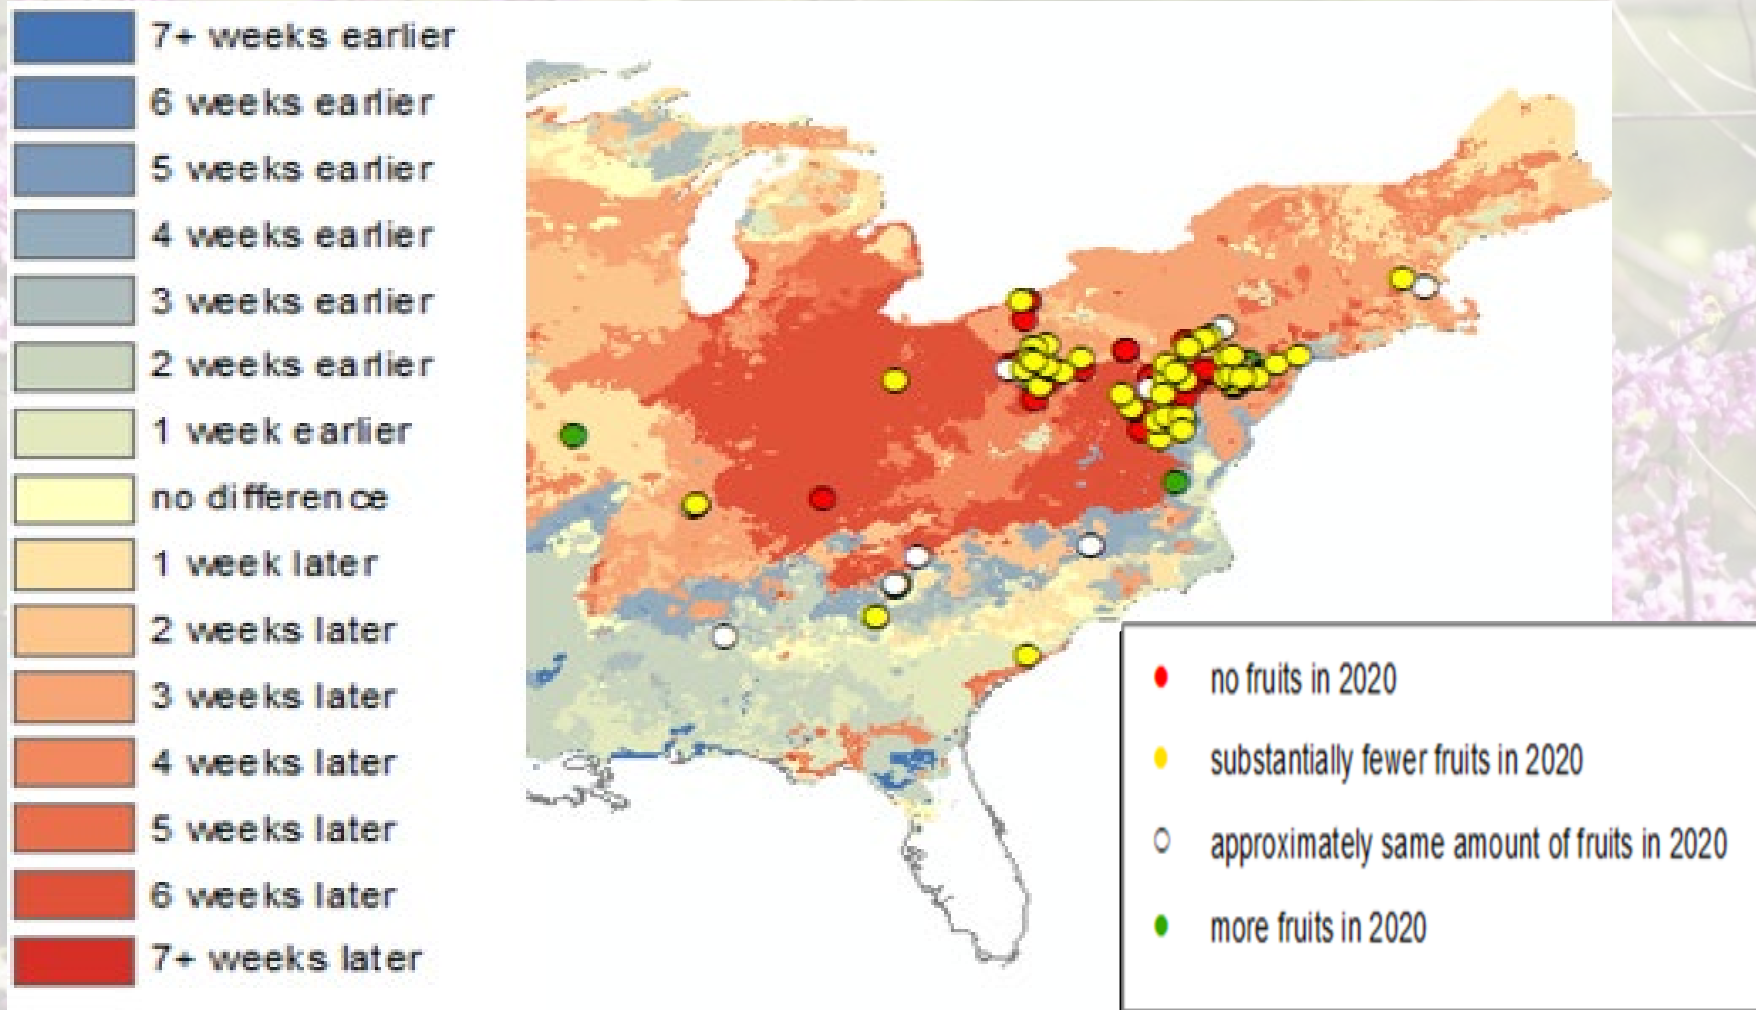 7+ weeks earlier
6 weeks earlier
5 weeks earlier
4 weeks earlier
3 weeks earlier
2 weeks earlier
1 week earlier
no difference
1 week later
2 weeks later
3 weeks later
4 weeks later
5 weeks later
6 weeks later
7+ weeks later
no fruits in 2020
substantially fewer fruits in 2020
approximately same amount of fruits in 2020
more fruits in 2020